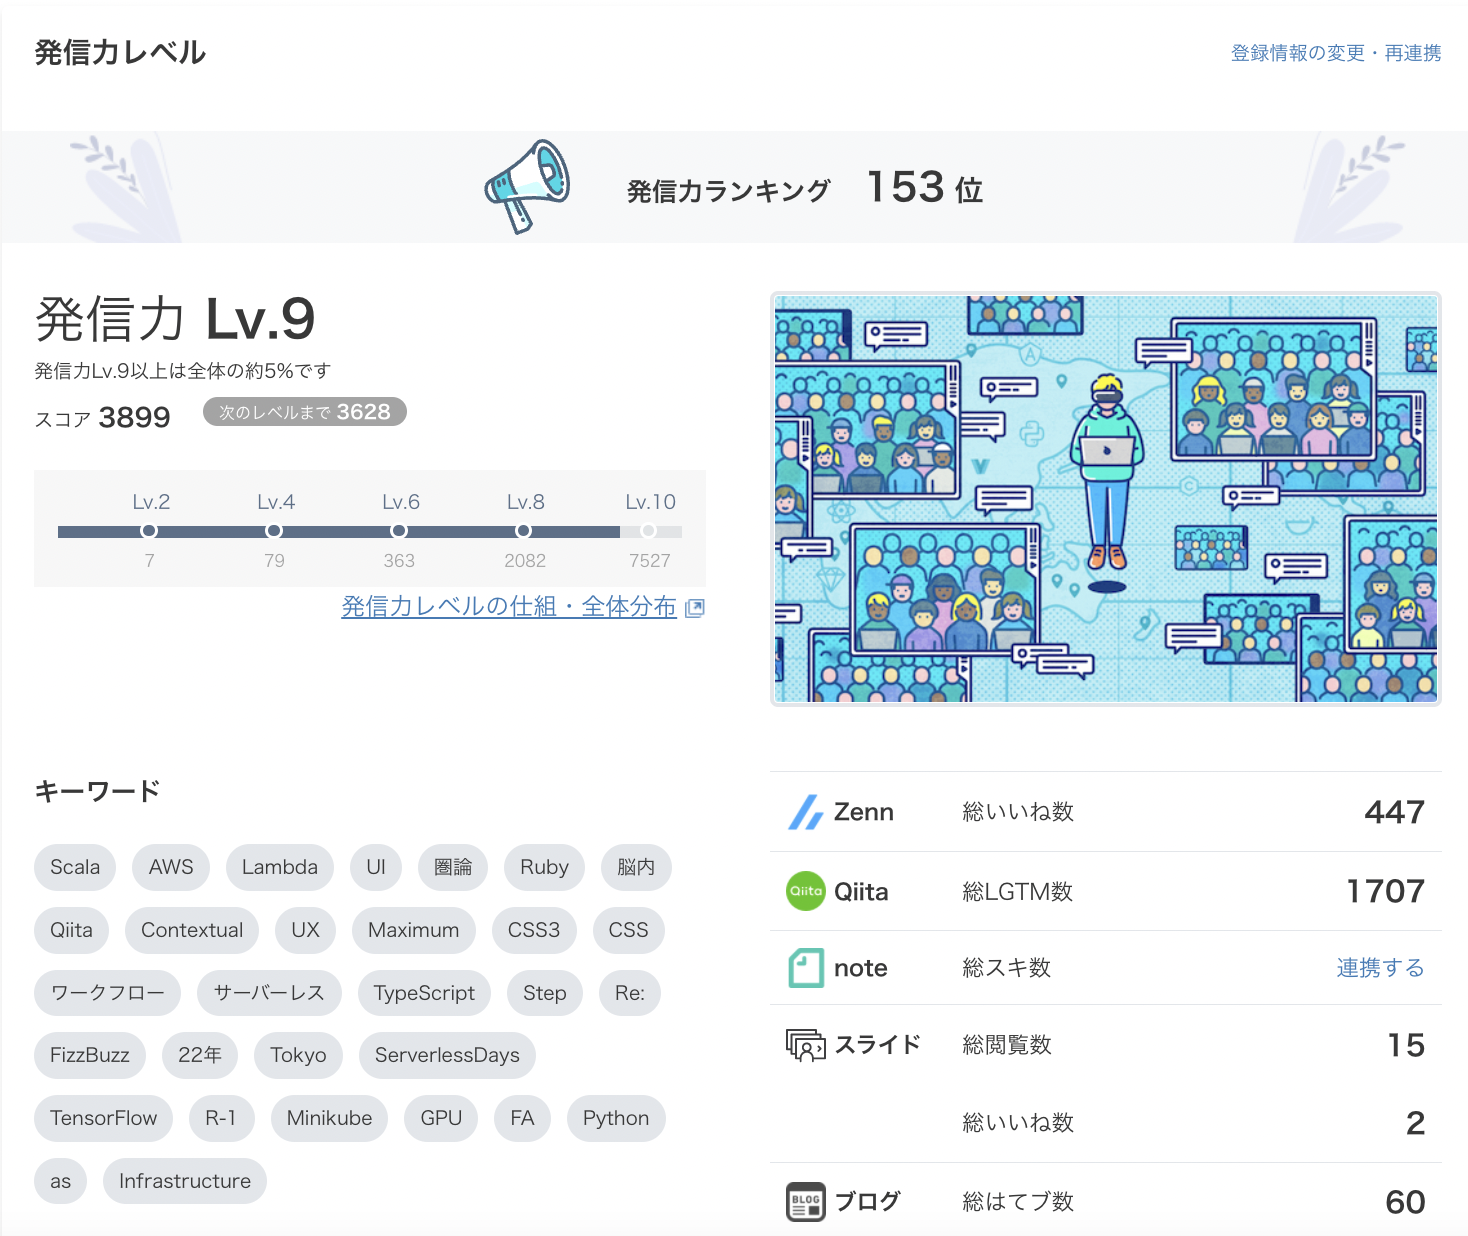 発信力レベル
登録情報の変更・再連携
発信力ランキング 153 位
発信力 Lv.9
発信力Lv.9以上は全体の約5%です
スコア 3899 次のレベルまで 3628
Lv.2 Lv.4 Lv.6 Lv.8 Lv.10
7 79 363 2082 7527
発信力レベルの仕組・全体分布
キーワード
Scala AWS Lambda UI 圏論 Ruby 脳内
Qiita Contextual UX Maximum CSS3 CSS
ワークフロー サーバーレス TypeScript Step Re:
FizzBuzz 22年 Tokyo ServerlessDays
TensorFlow R-1 Minikube GPU FA Python
as Infrastructure
Zenn 総いいね数 447
Qiita Qiita 総LGTM数 1707
note 総スキ数 連携する
スライド 総閲覧数 15
総いいね数 2
BLOG ブログ 総はてブ数 60